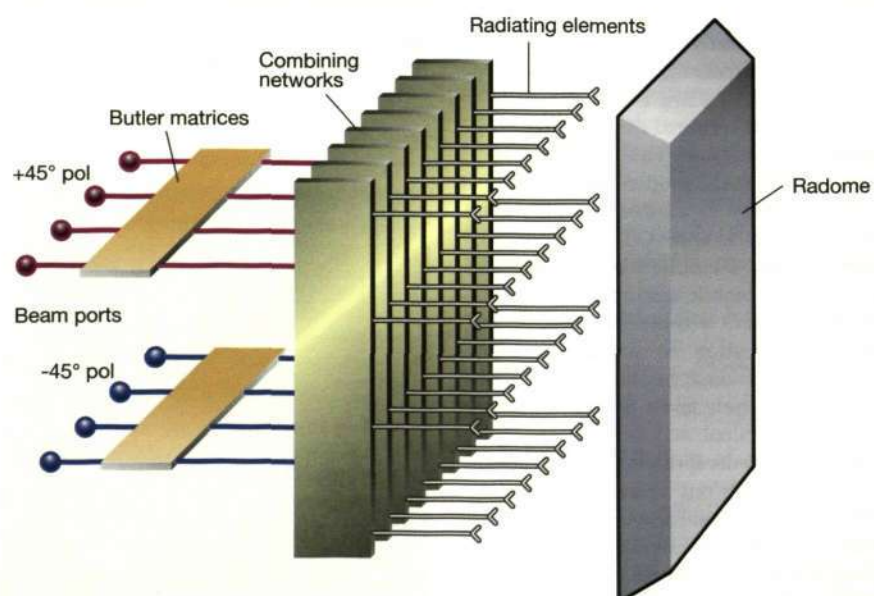 Radiating elements
Combining
networks
Butler matrices
+45° pol
Radome
Beam ports
-45° pol